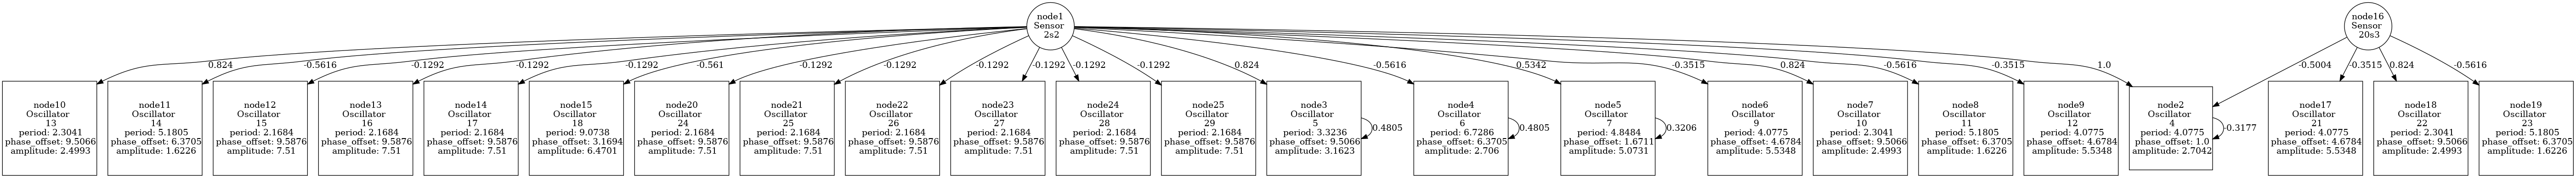 node1
Sensor
2s2
node16
Sensor
20s3
0.824
-0.5616
-0.1292
-0.1292
-0.1292
-0.561
-0.1292
-0.1292
-0.1292
-0.1292
-0.1292
-0.1292
0.824
-0.5616
0.5342
-0.3515
0.824
-0.5616
-0.3515
1.0
-0.5004
-0.3515
0.824
-0.5616
node10
Oscillator
13
period: 2.3041
phase_offset: 9.5066
amplitude: 2.4993
node11
Oscillator
14
period: 5.1805
phase_offset: 6.3705
amplitude: 1.6226
node12
Oscillator
15
period: 2.1684
phase_offset: 9.5876
amplitude: 7.51
node13
Oscillator
16
period: 2.1684
phase_offset: 9.5876
amplitude: 7.51
node14
Oscillator
17
period: 2.1684
phase_offset: 9.5876
amplitude: 7.51
node15
Oscillator
18
period: 9.0738
phase_offset: 3.1694
amplitude: 6.4701
node20
Oscillator
24
period: 2.1684
phase_offset: 9.5876
amplitude: 7.51
node21
Oscillator
25
period: 2.1684
phase_offset: 9.5876
amplitude: 7.51
node22
Oscillator
26
period: 2.1684
phase_offset: 9.5876
amplitude: 7.51
node23
Oscillator
27
period: 2.1684
phase_offset: 9.5876
amplitude: 7.51
node24
Oscillator
28
period: 2.1684
phase_offset: 9.5876
amplitude: 7.51
node25
Oscillator
29
period: 2.1684
phase_offset: 9.5876
amplitude: 7.51
node3
Oscillator
5
period: 3.3236
phase_offset: 9.5066
amplitude: 3.1623
0.4805
node4
Oscillator
6
period: 6.7286
phase_offset: 6.3705
amplitude: 2.706
0.4805
node5
Oscillator
7
period: 4.8484
phase_offset: 1.6711
amplitude: 5.0731
0.3206
node6
Oscillator
9
period: 4.0775
phase_offset: 4.6784
amplitude: 5.5348
node7
Oscillator
10
period: 2.3041
phase_offset: 9.5066
amplitude: 2.4993
node8
Oscillator
11
period: 5.1805
phase_offset: 6.3705
amplitude: 1.6226
node9
Oscillator
12
period: 4.0775
phase_offset: 4.6784
amplitude: 5.5348
node2
Oscillator
4
period: 4.0775
phase_offset: 1.0
amplitude: 2.7042
-0.3177
node17
Oscillator
21
period: 4.0775
phase_offset: 4.6784
amplitude: 5.5348
node18
Oscillator
22
period: 2.3041
phase_offset: 9.5066
amplitude: 2.4993
node19
Oscillator
23
period: 5.1805
phase_offset: 6.3705
amplitude: 1.6226